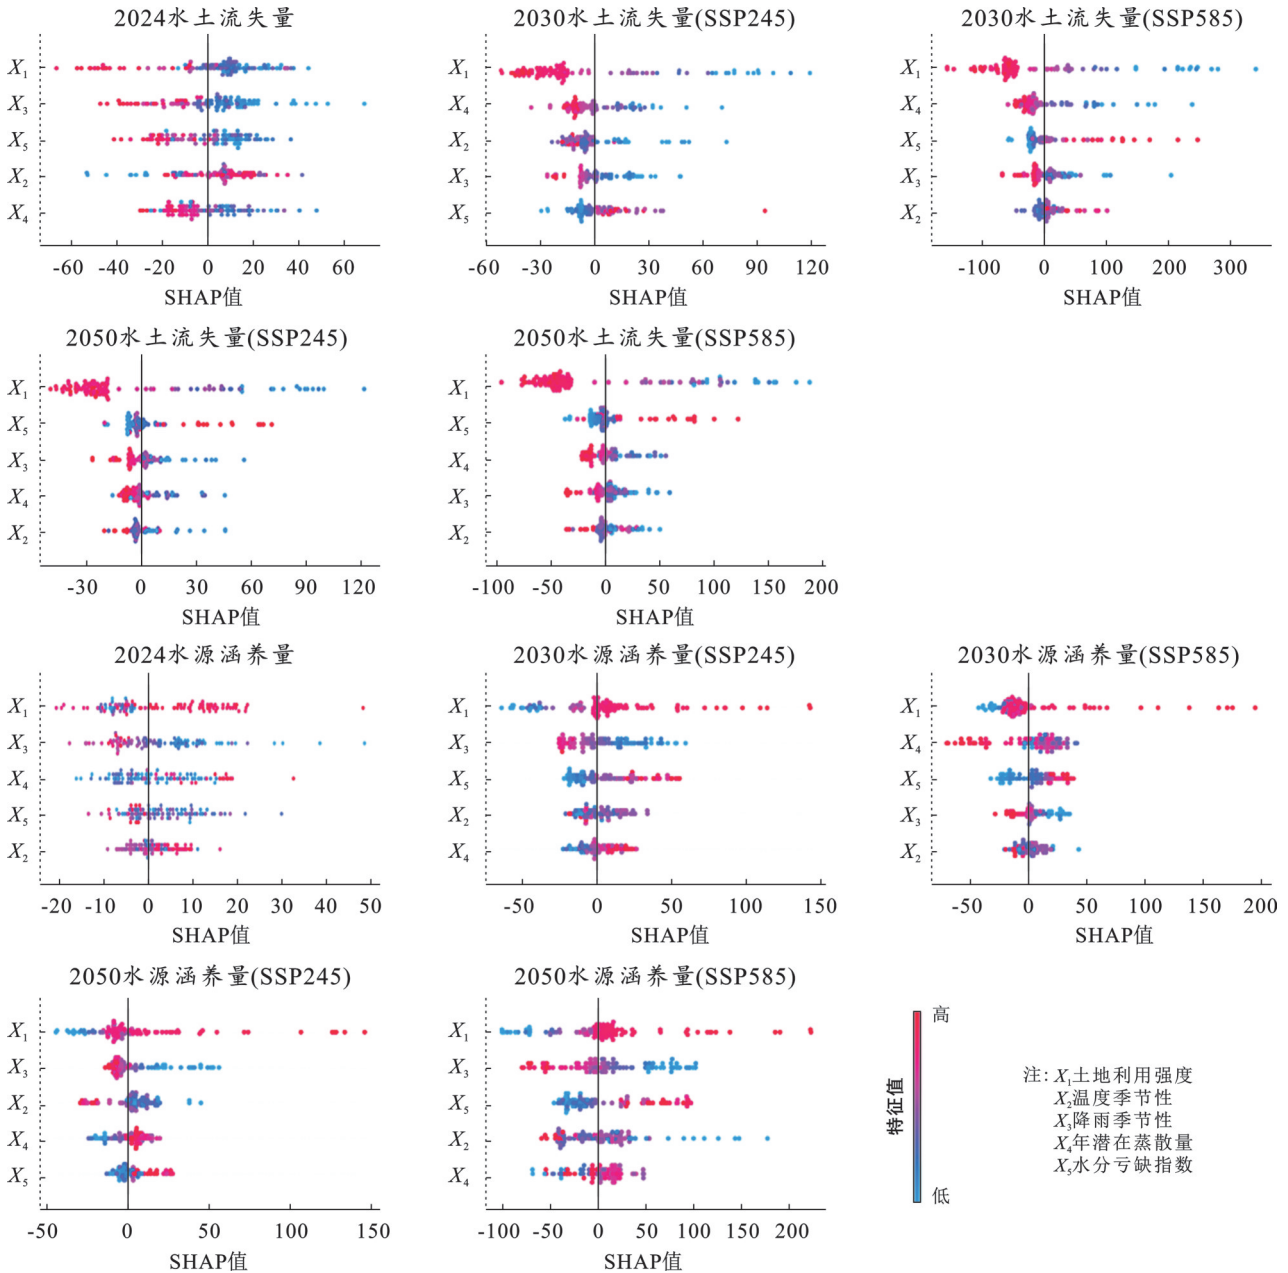 2024水土流失量
X₁
X₃
X₅
X₂
X₄
-60 -40 -20 0 20 40 60
SHAP值
2030水土流失量(SSP245)
X₁
X₄
X₂
X₃
X₅
-60 -30 0 30 60 90 120
SHAP值
2030水土流失量(SSP585)
X₁
X₄
X₅
X₃
X₂
-100 0 100 200 300
SHAP值
2050水土流失量(SSP245)
X₁
X₅
X₃
X₄
X₂
-30 0 30 60 90 120
SHAP值
2050水土流失量(SSP585)
X₁
X₅
X₄
X₃
X₂
-100 -50 0 50 100 150 200
SHAP值
2024水源涵养量
X₁
X₃
X₄
X₅
X₂
-20 -10 0 10 20 30 40 50
SHAP值
2030水源涵养量(SSP245)
X₁
X₃
X₅
X₂
X₄
-50 0 50 100 150
SHAP值
2030水源涵养量(SSP585)
X₁
X₄
X₅
X₃
X₂
-50 0 50 100 150 200
SHAP值
2050水源涵养量(SSP245)
X₁
X₃
X₂
X₄
X₅
-50 0 50 100 150
SHAP值
2050水源涵养量(SSP585)
X₁
X₃
X₅
X₂
X₄
-100 -50 0 50 100 150 200
SHAP值
高
特征值
低
注: X₁土地利用强度
X₂温度季节性
X₃降雨季节性
X₄年潜在蒸散量
X₅水分亏缺指数